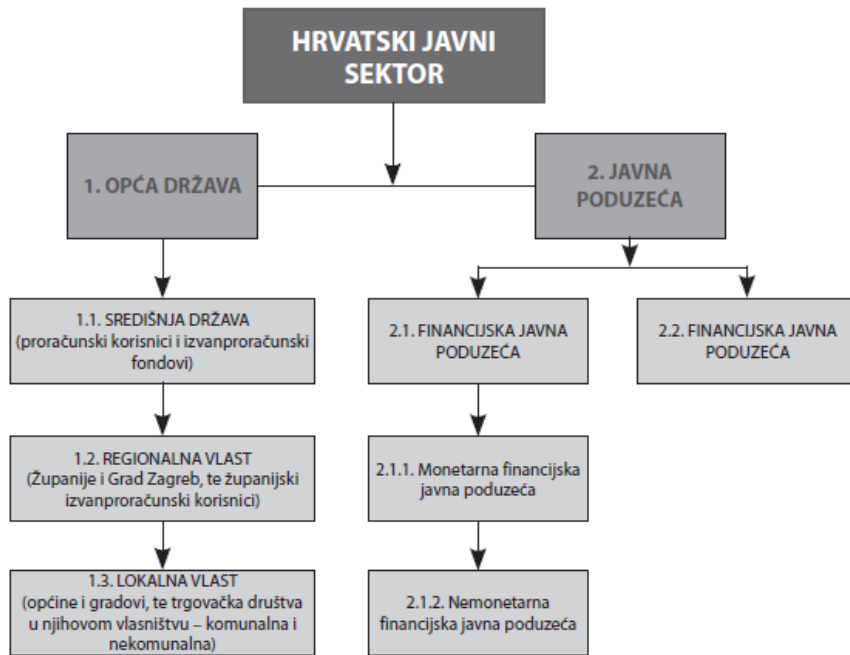 HRVATSKI JAVNI
SEKTOR
1. OPĆA DRŽAVA
2. JAVNA
PODUZEĆA
1.1. SREDIŠNJA DRŽAVA
(proračunski korisnici i izvanproračunski
fondovi)
2.1. FINANCIJSKA JAVNA
PODUZEĆA
2.2. FINANCIJSKA JAVNA
PODUZEĆA
1.2. REGIONALNA VLAST
(Županije i Grad Zagreb, te županijski
izvanproračunski korisnici)
2.1.1. Monetarna financijska
javna poduzeća
1.3. LOKALNA VLAST
(općine i gradovi, te trgovačka društva
u njihovom vlasništvu – komunalna i
nekomunalna)
2.1.2. Nemonetarna
financijska javna poduzeća